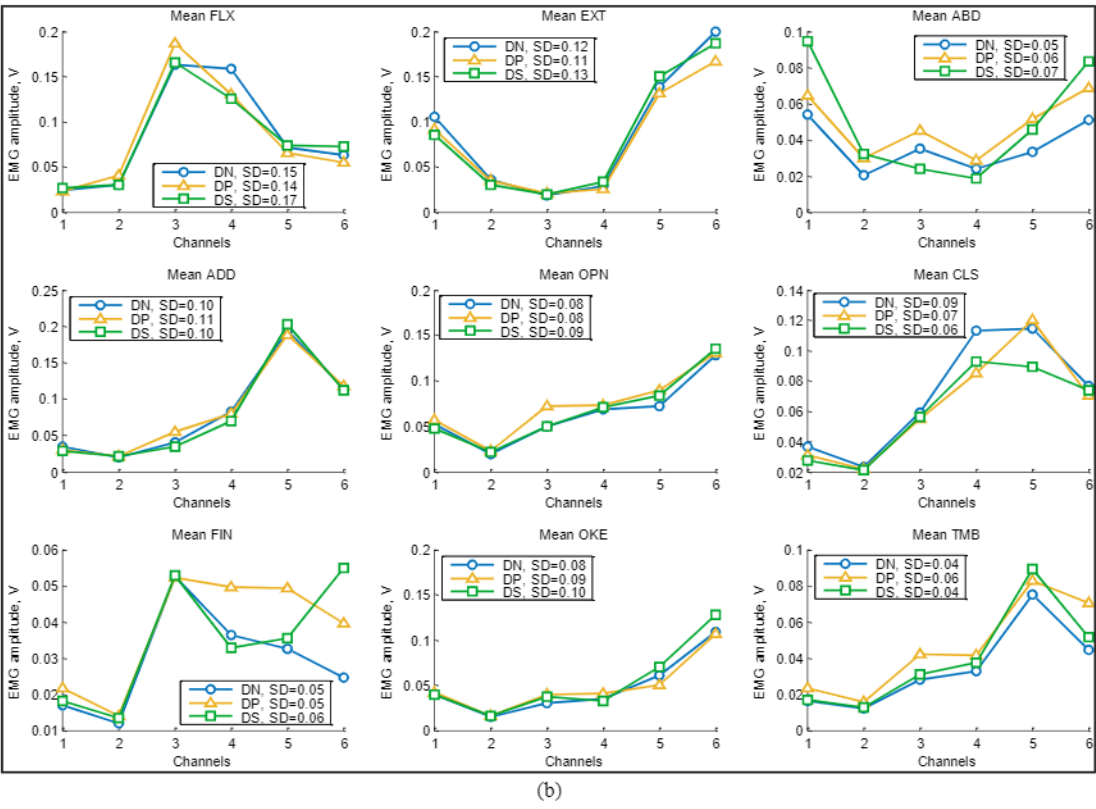 Mean FLX
EMG amplitude, V
0.2
0.15
0.1
0.05
0
DN, SD=0.15
DP, SD=0.14
DS, SD=0.17
1 2 3 4 5 6
Channels
Mean EXT
EMG amplitude, V
0.2
0.15
0.1
0.05
0
DN, SD=0.12
DP, SD=0.11
DS, SD=0.13
1 2 3 4 5 6
Channels
Mean ABD
EMG amplitude, V
0.1
0.08
0.06
0.04
0.02
0
DN, SD=0.05
DP, SD=0.06
DS, SD=0.07
1 2 3 4 5 6
Channels
Mean ADD
EMG amplitude, V
0.25
0.2
0.15
0.1
0.05
0
DN, SD=0.10
DP, SD=0.11
DS, SD=0.10
1 2 3 4 5 6
Channels
Mean OPN
EMG amplitude, V
0.2
0.15
0.1
0.05
0
DN, SD=0.08
DP, SD=0.08
DS, SD=0.09
1 2 3 4 5 6
Channels
Mean CLS
EMG amplitude, V
0.14
0.12
0.1
0.08
0.06
0.04
0.02
DN, SD=0.09
DP, SD=0.07
DS, SD=0.06
1 2 3 4 5 6
Channels
Mean FIN
EMG amplitude, V
0.06
0.05
0.04
0.03
0.02
0.01
DN, SD=0.05
DP, SD=0.05
DS, SD=0.06
1 2 3 4 5 6
Channels
Mean OKE
EMG amplitude, V
0.2
0.15
0.1
0.05
0
DN, SD=0.08
DP, SD=0.09
DS, SD=0.10
1 2 3 4 5 6
Channels
Mean TMB
EMG amplitude, V
0.1
0.08
0.06
0.04
0.02
0
DN, SD=0.04
DP, SD=0.06
DS, SD=0.04
1 2 3 4 5 6
Channels
(b)